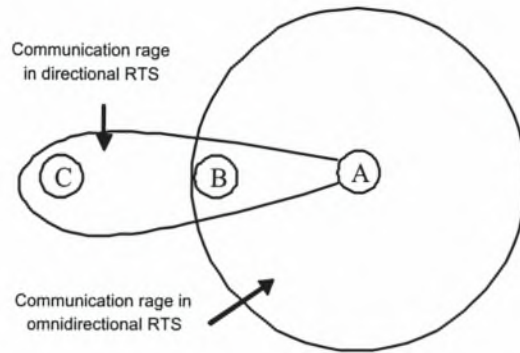 Communication rage
in directional RTS
C
B
A
Communication rage in
omnidirectional RTS